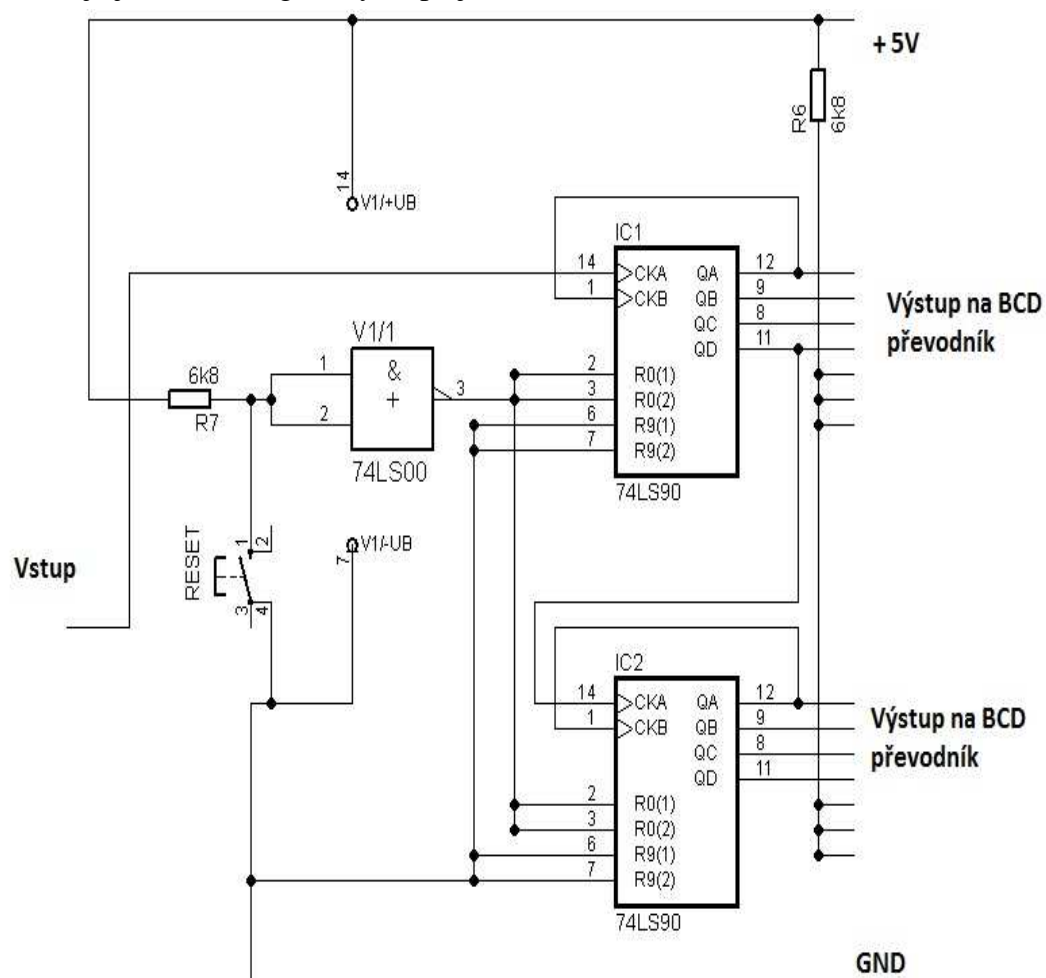 + 5V
R6
6k8
14
V1/+UB
IC1
14
CKA
QA
12
1
CKB
QB
9
QC
8
QD
11
Výstup na BCD
převodník
V1/1
6k8
R7
1
2
&
+
3
74LS00
2
R0(1)
3
R0(2)
6
R9(1)
7
R9(2)
74LS90
RESET
1
2
3
4
V1/-UB
7
Vstup
IC2
14
CKA
QA
12
1
CKB
QB
9
QC
8
QD
11
Výstup na BCD
převodník
2
R0(1)
3
R0(2)
6
R9(1)
7
R9(2)
74LS90
GND